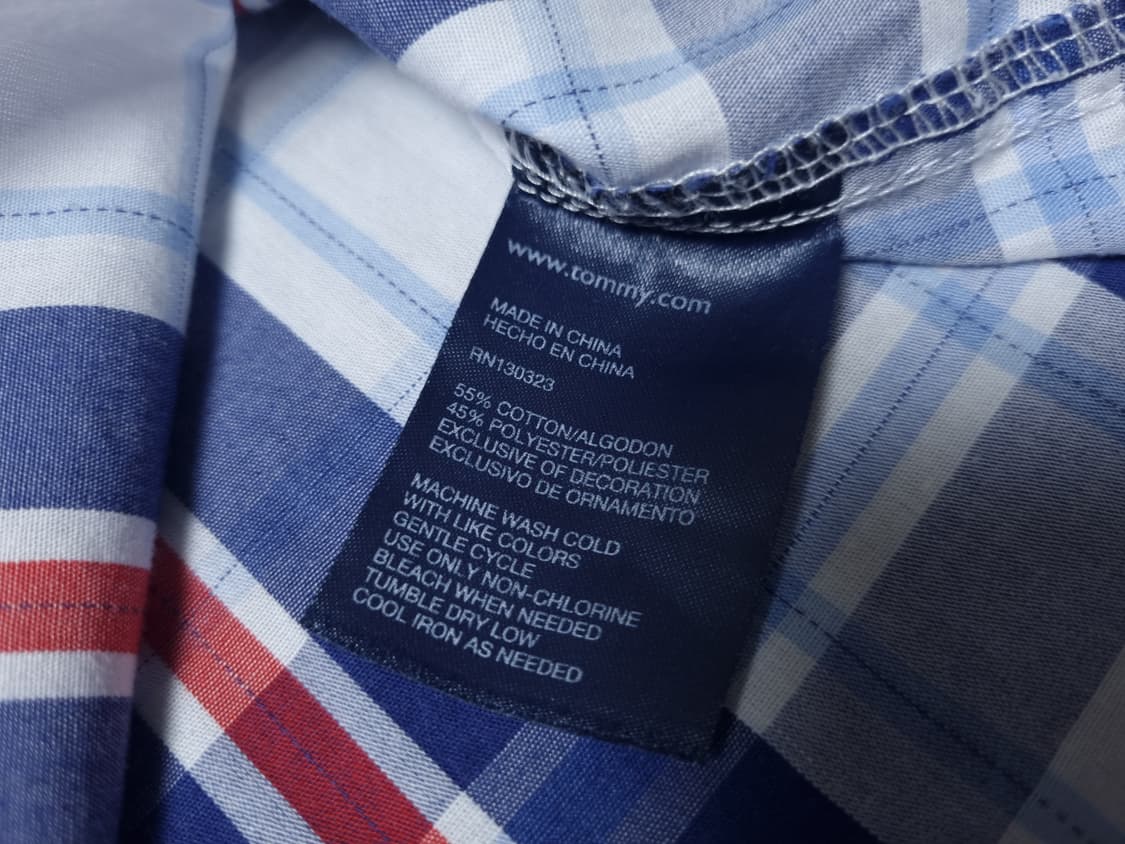 www.tommy.com
MADE IN CHINA
HECHO EN CHINA
RN130323
55% COTTON/ALGODON
45% POLYESTER/POLIESTER
EXCLUSIVE OF DECORATION
EXCLUSIVO DE ORNAMENTO
MACHINE WASH COLD
WITH LIKE COLORS
GENTLE CYCLE
USE ONLY NON-CHLORINE
BLEACH WHEN NEEDED
TUMBLE DRY LOW
COOL IRON AS NEEDED